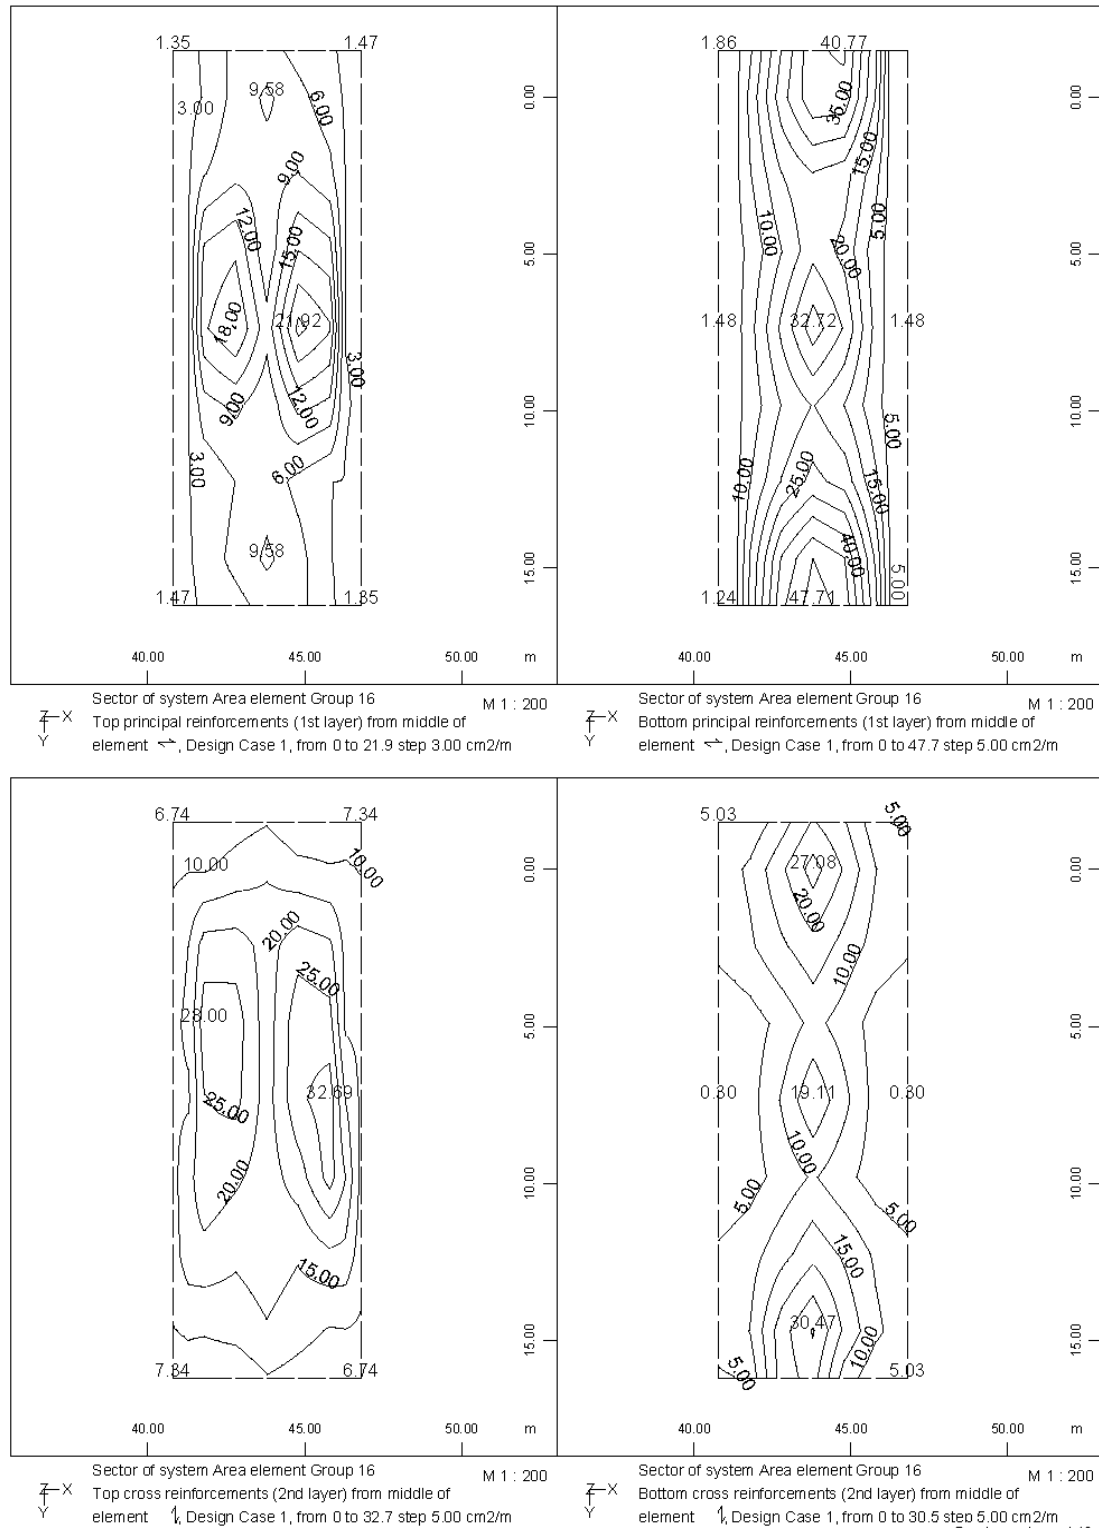 1.35 1.47
9.58
3.00 6.00
0.00
9.00
12.00 15.00
5.00
18.00 21.92
3.00
9.00 12.00
10.00
3.00 6.00
9.58
15.00
1.47 1.35
40.00 45.00 50.00 m
Sector of system Area element Group 16 M 1 : 200
Z X Top principal reinforcements (1st layer) from middle of
Y element , Design Case 1, from 0 to 21.9 step 3.00 cm2/m
1.86 40.77
35.00
0.00
15.00
10.00 20.00 5.00
5.00
1.48 32.72 1.48
10.00
5.00
10.00 25.00 15.00
40.00
15.00
5.00
1.24 47.71
40.00 45.00 50.00 m
Sector of system Area element Group 16 M 1 : 200
Z X Bottom principal reinforcements (1st layer) from middle of
Y element , Design Case 1, from 0 to 47.7 step 5.00 cm2/m
6.74 7.34
10.00 10.00
0.00
20.00
25.00
28.00
5.00
25.00 32.69
20.00
10.00
15.00
15.00
7.34 6.74
40.00 45.00 50.00 m
Sector of system Area element Group 16 M 1 : 200
Z X Top cross reinforcements (2nd layer) from middle of
Y element , Design Case 1, from 0 to 32.7 step 5.00 cm2/m
5.03 5.00
27.08
0.00
20.00
10.00
5.00
0.30 19.11 0.30
10.00
5.00 5.00
10.00
15.00
30.47
15.00
5.00 10.00 5.03
40.00 45.00 50.00 m
Sector of system Area element Group 16 M 1 : 200
Z X Bottom cross reinforcements (2nd layer) from middle of
Y element , Design Case 1, from 0 to 30.5 step 5.00 cm2/m